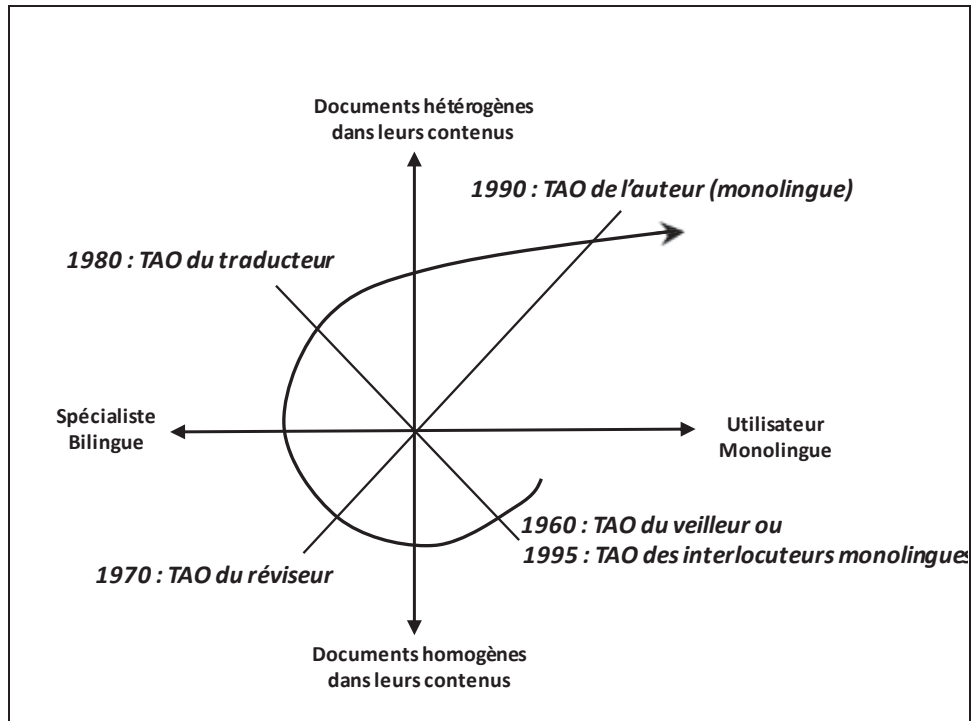 Documents hétérogènes
dans leurs contenus
1990 : TAO de l’auteur (monolingue)
1980 : TAO du traducteur
Spécialiste
Bilingue
Utilisateur
Monolingue
1960 : TAO du veilleur ou
1995 : TAO des interlocuteurs monolingues
1970 : TAO du réviseur
Documents homogènes
dans leurs contenus